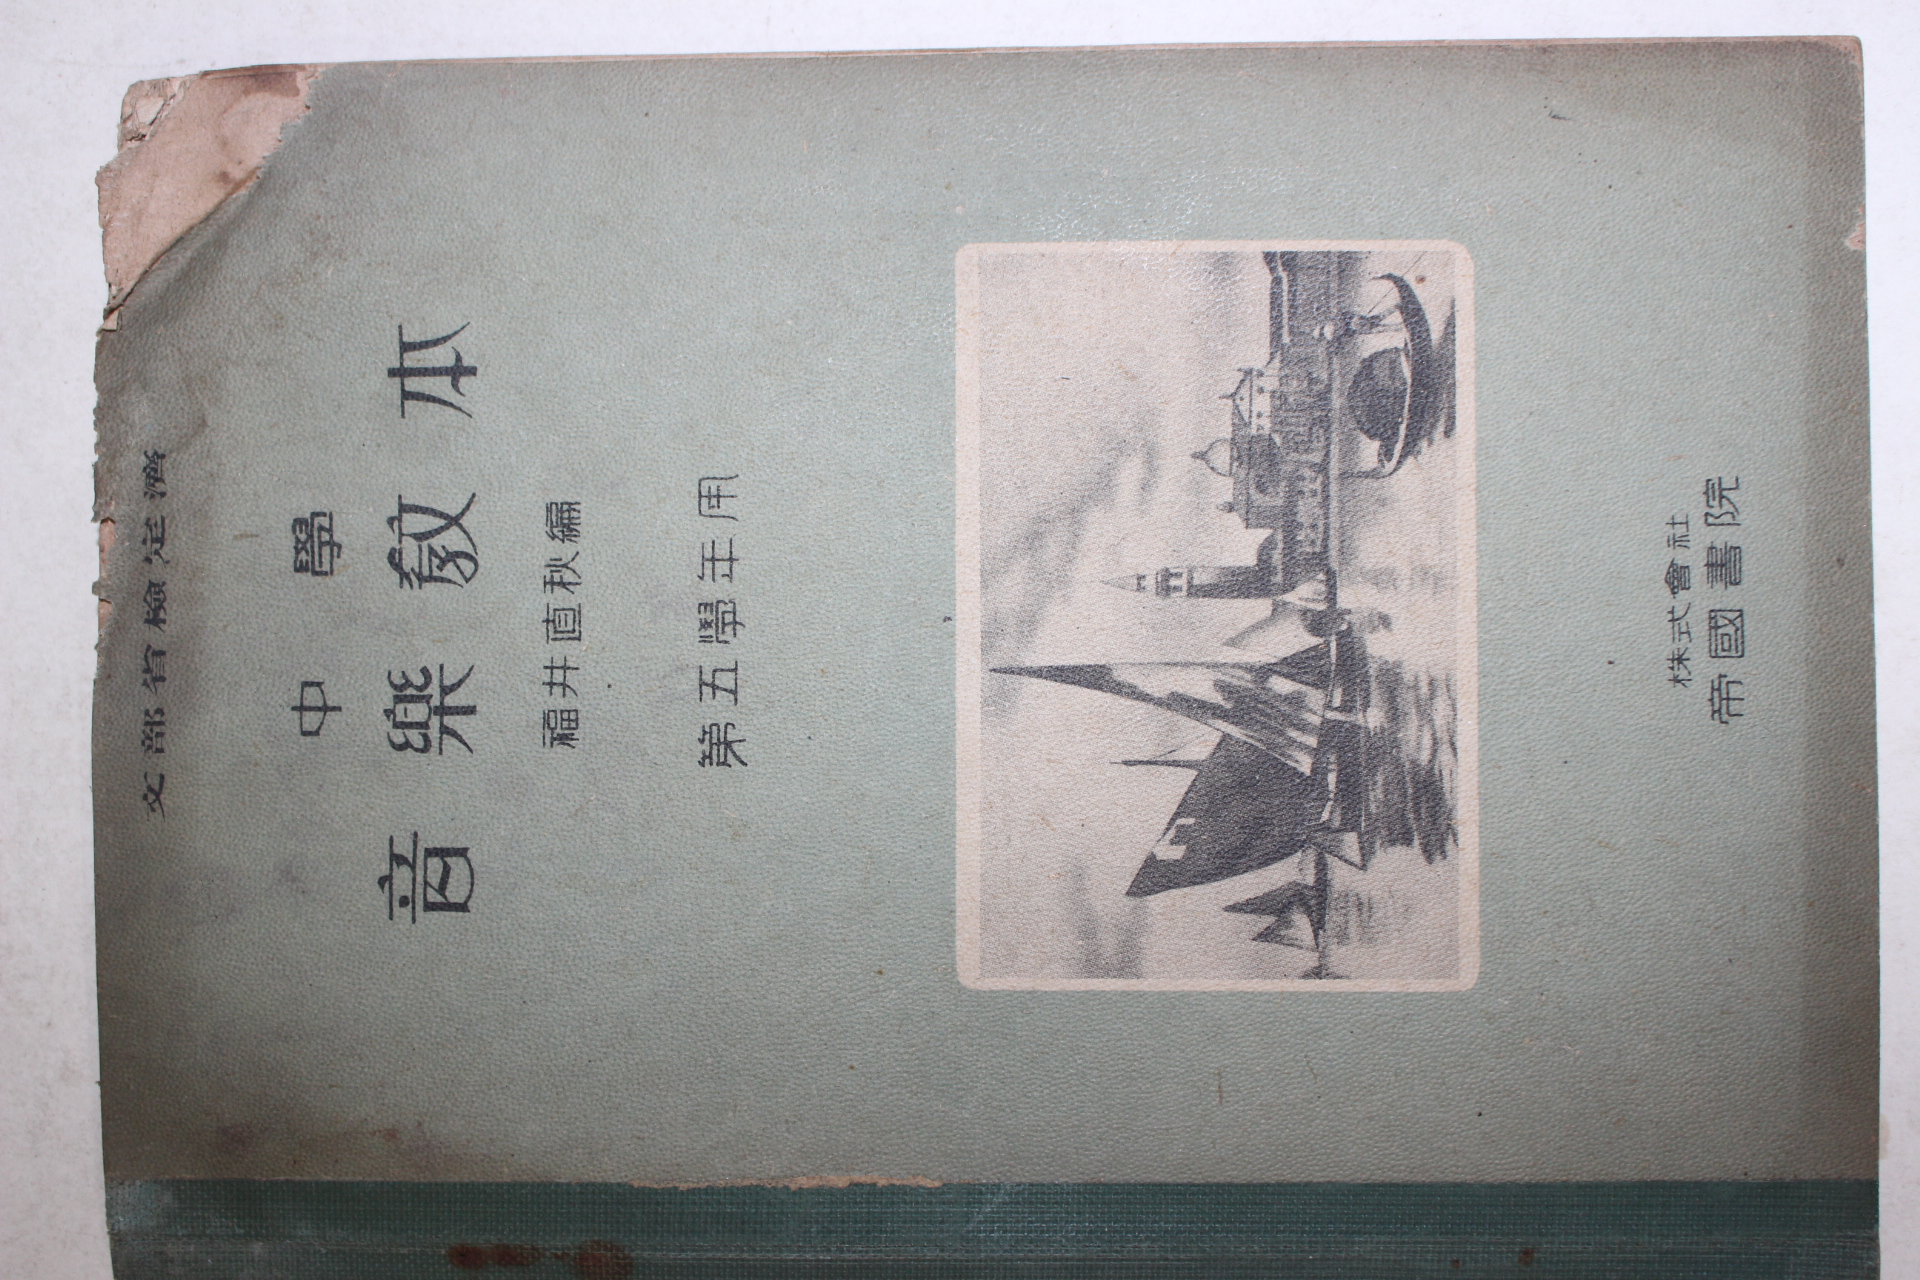 文部省檢定濟
中學
音樂教本
福井直秋編
第五學年用
株式會社
帝國書院